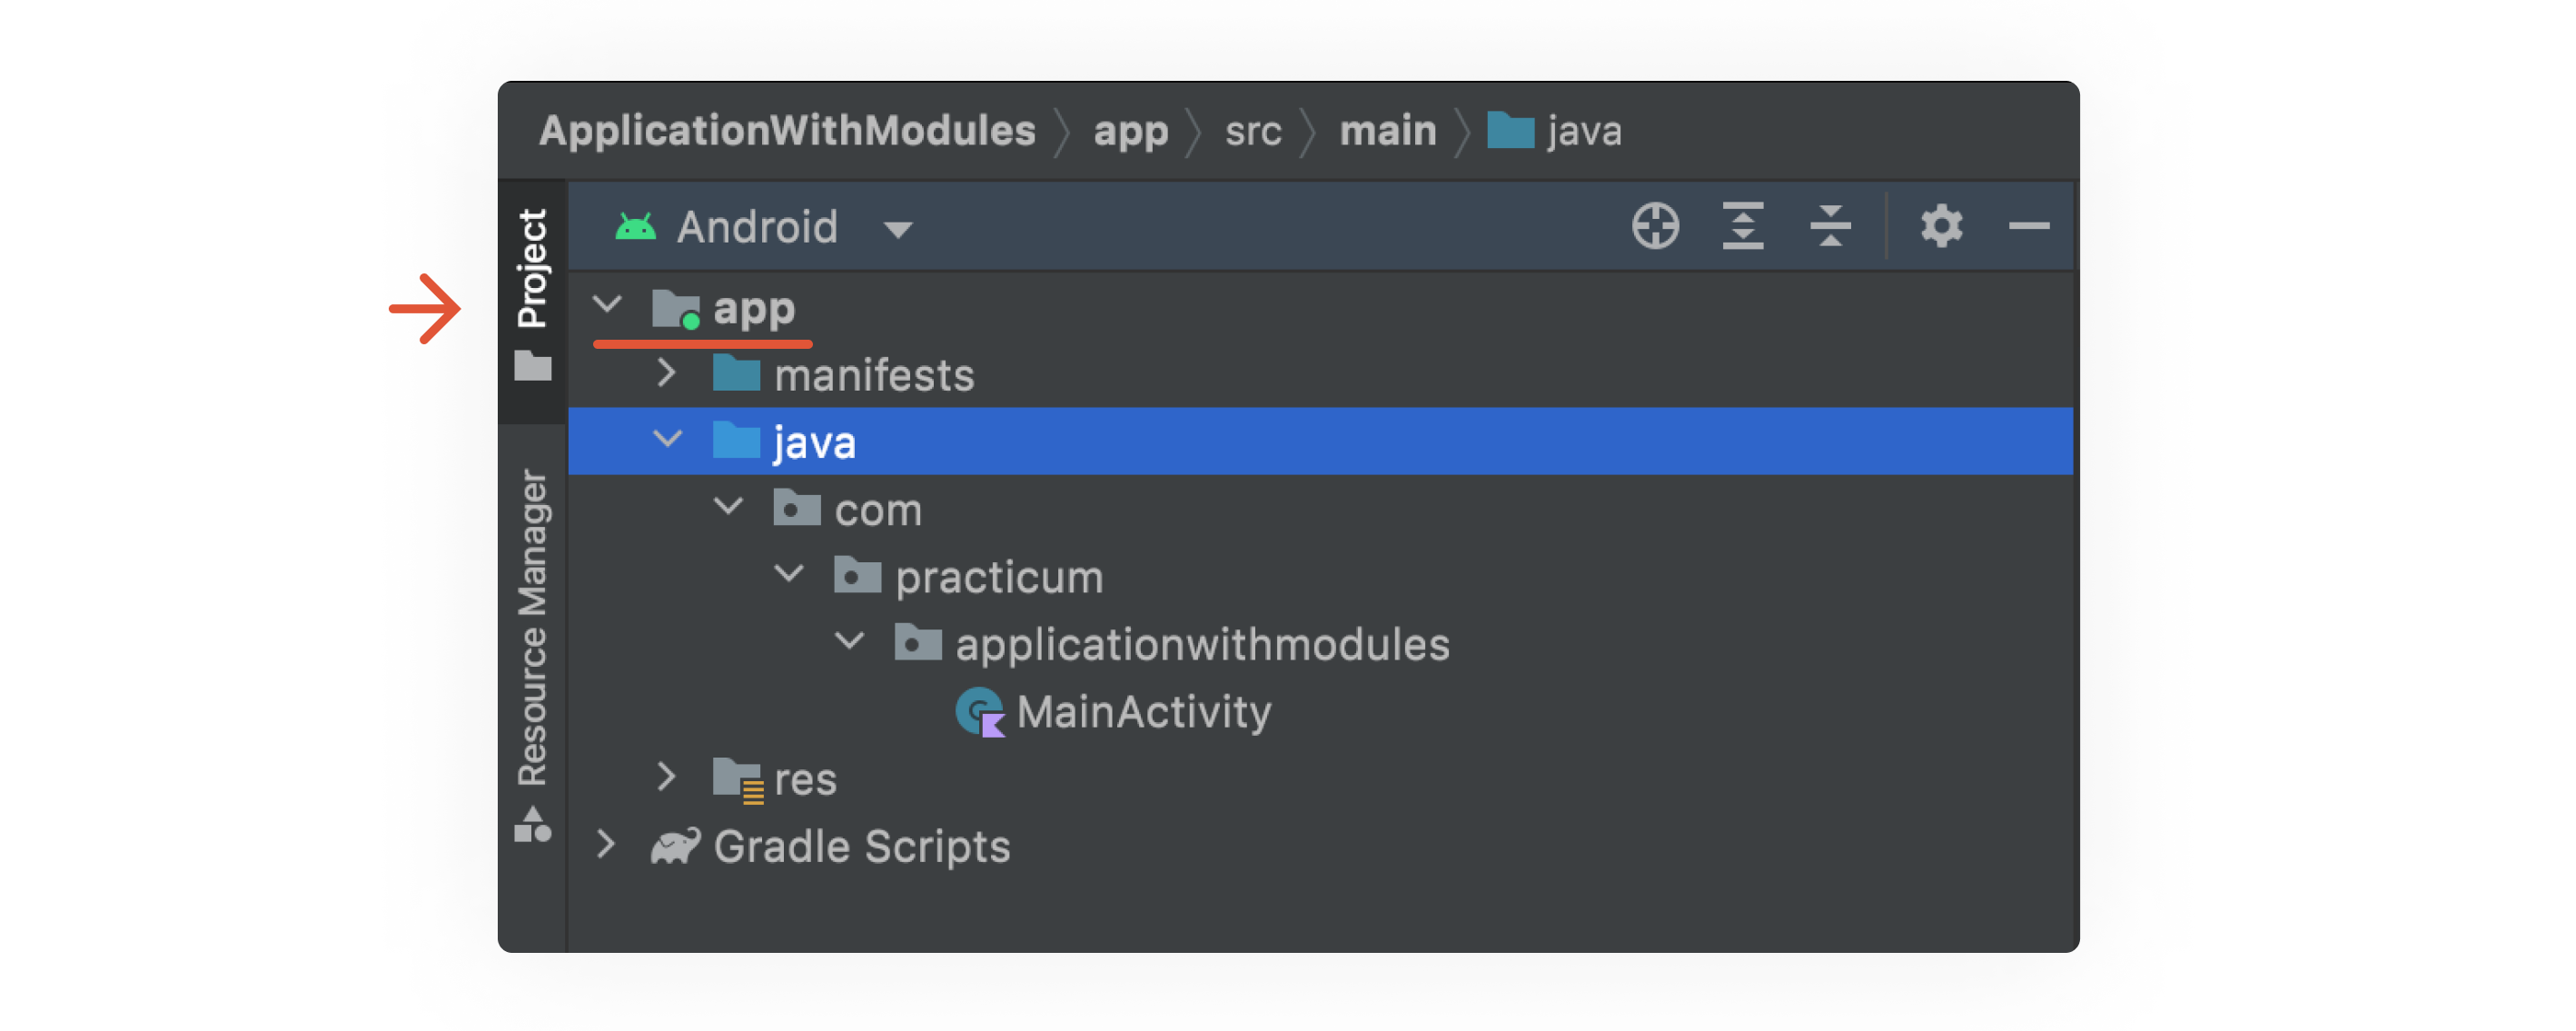 ApplicationWithModules app src main java
Project
Resource Manager
Android
app
manifests
java
com
practicum
applicationwithmodules
MainActivity
res
Gradle Scripts